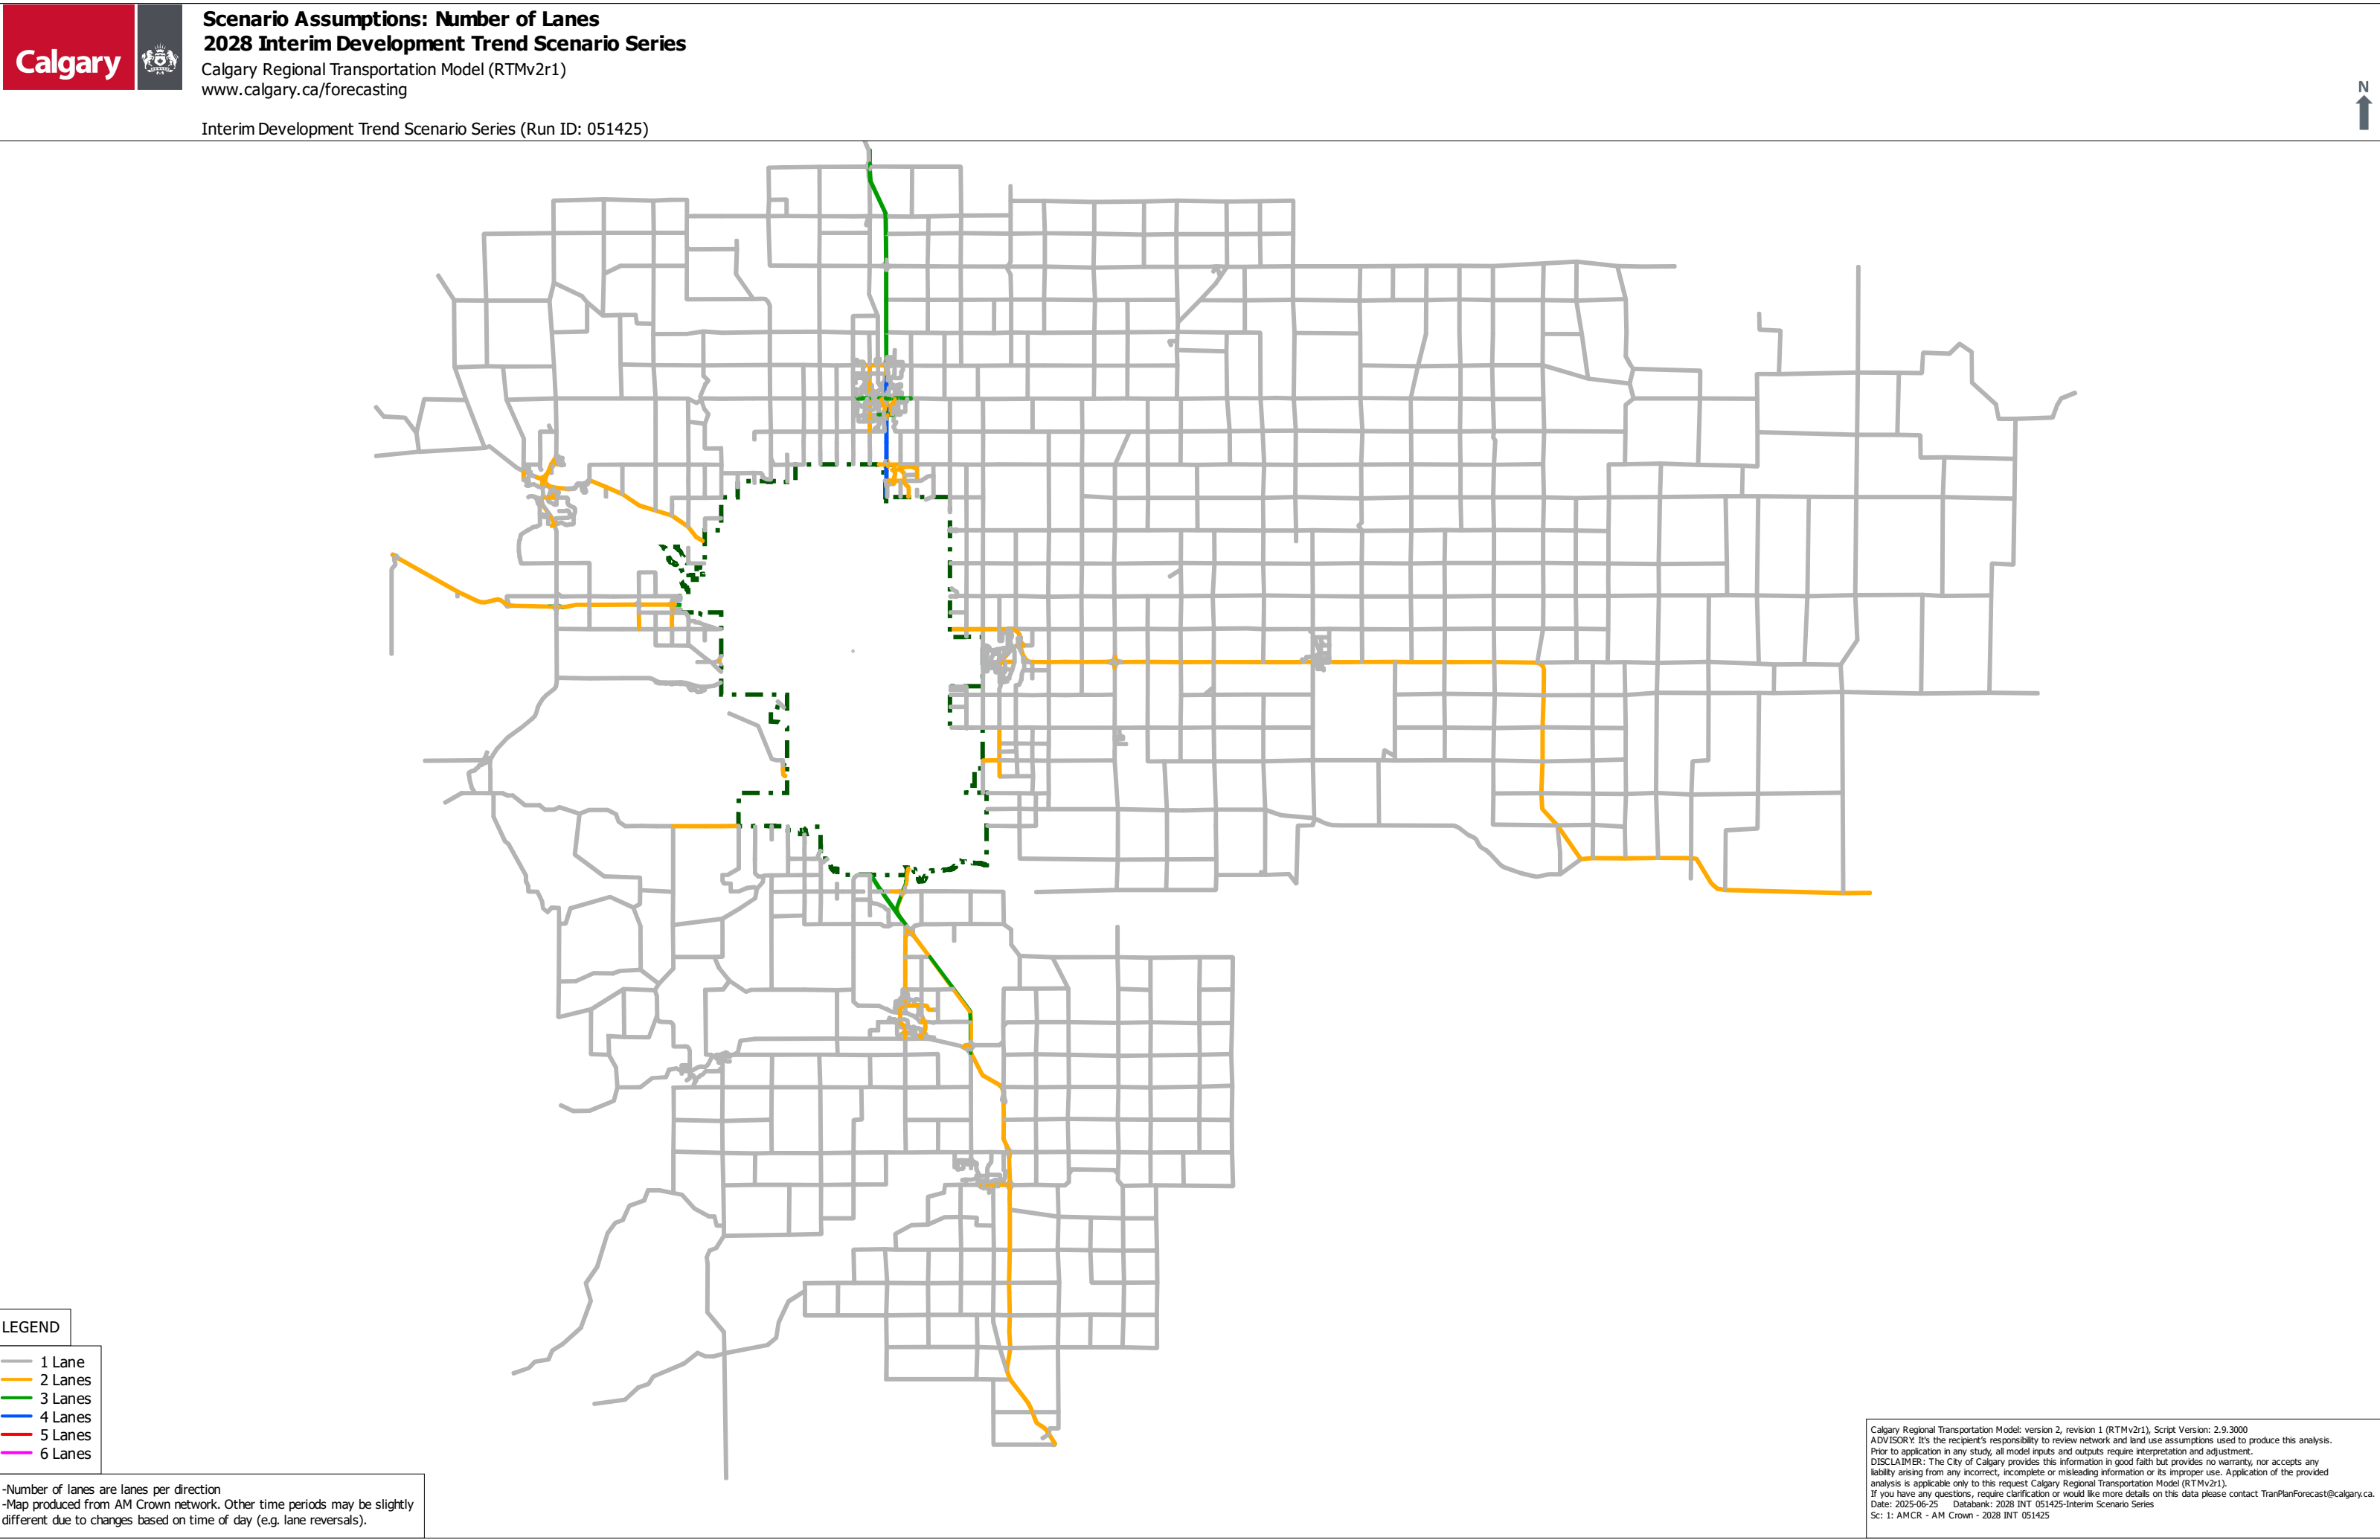 Calgary
Scenario Assumptions: Number of Lanes
2028 Interim Development Trend Scenario Series
Calgary Regional Transportation Model (RTMv2r1)
www.calgary.ca/forecasting
Interim Development Trend Scenario Series (Run ID: 051425)
N
LEGEND
1 Lane
2 Lanes
3 Lanes
4 Lanes
5 Lanes
6 Lanes
-Number of lanes are lanes per direction
-Map produced from AM Crown network. Other time periods may be slightly
different due to changes based on time of day (e.g. lane reversals).
Calgary Regional Transportation Model: version 2, revision 1 (RTMv2r1), Script Version: 2.9.3000
ADVISORY: It's the recipient's responsibility to review network and land use assumptions used to produce this analysis.
Prior to application in any study, all model inputs and outputs require interpretation and adjustment.
DISCLAIMER: The City of Calgary provides this information in good faith but provides no warranty, nor accepts any
liability arising from any incorrect, incomplete or misleading information or its improper use. Application of the provided
analysis is applicable only to this request Calgary Regional Transportation Model (RTMv2r1).
If you have any questions, require clarification or would like more details on this data please contact TranPlanForecast@calgary.ca.
Date: 2025-06-25 Databank: 2028 INT 051425-Interim Scenario Series
Sc: 1: AMCR - AM Crown - 2028 INT 051425